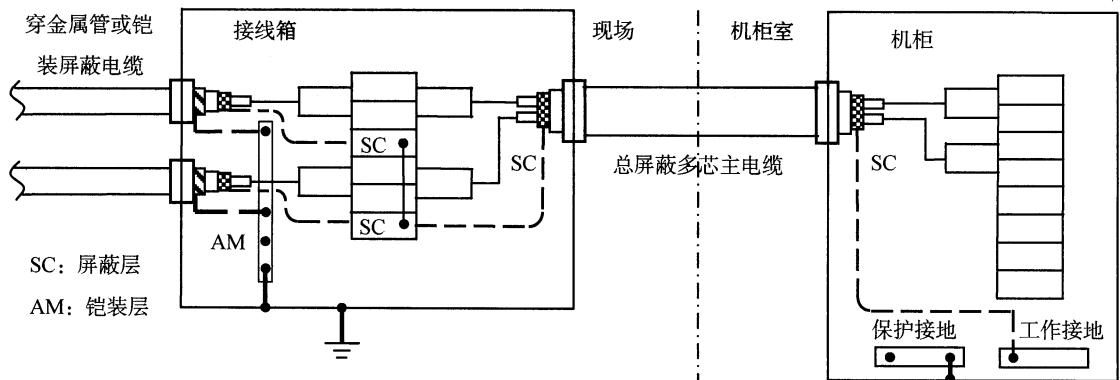 穿金属管或铠
装屏蔽电缆
接线箱
现场
机柜室
机柜
SC
SC
SC
总屏蔽多芯主电缆
SC
AM
SC：屏蔽层
AM：铠装层
保护接地
工作接地